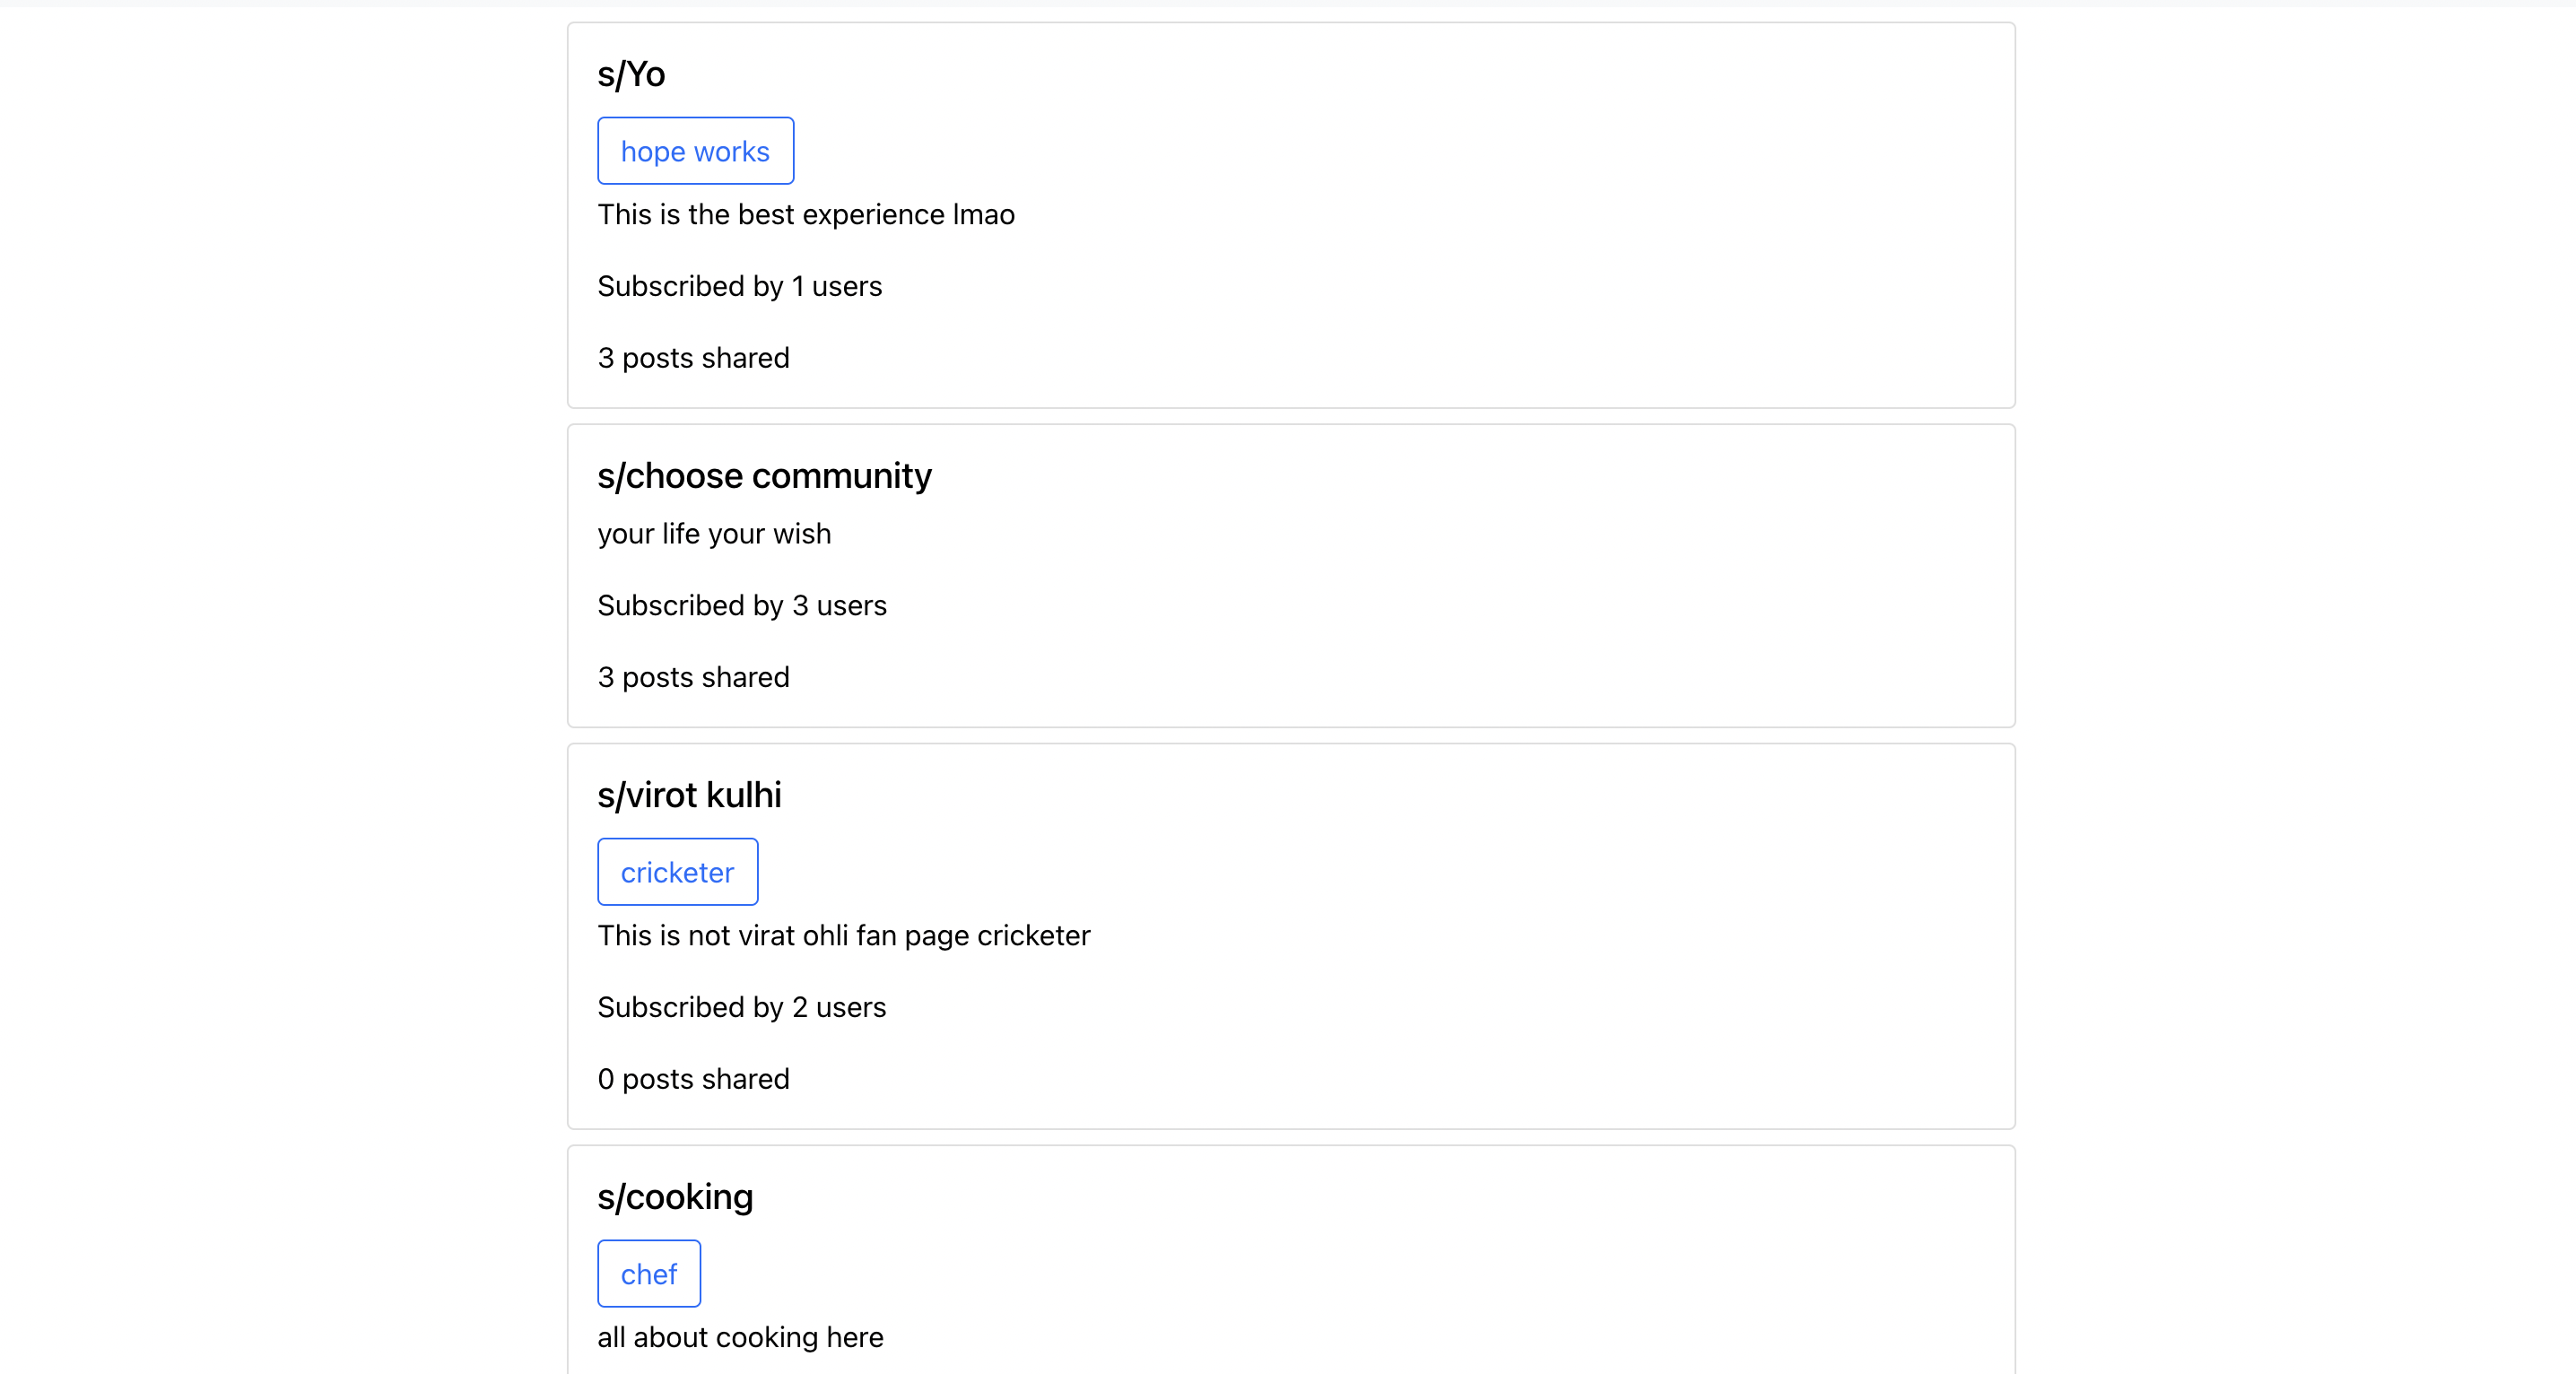 s/Yo
hope works
This is the best experience lmao
Subscribed by 1 users
3 posts shared
s/choose community
your life your wish
Subscribed by 3 users
3 posts shared
s/virot kulhi
cricketer
This is not virat ohli fan page cricketer
Subscribed by 2 users
0 posts shared
s/cooking
chef
all about cooking here